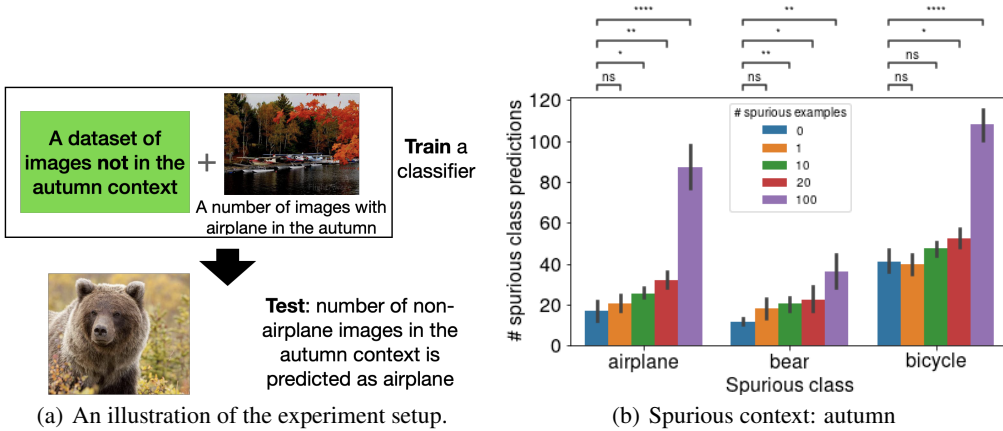 A dataset of
images not in the
autumn context
+
A number of images with
airplane in the autumn
Train a
classifier
Test: number of non-
airplane images in the
autumn context is
predicted as airplane
(a) An illustration of the experiment setup.
****
**
*
ns
**
*
**
ns
****
*
ns
ns
# spurious class predictions
120
100
80
60
40
20
0
# spurious examples
0
1
10
20
100
airplane
bear
bicycle
Spurious class
(b) Spurious context: autumn